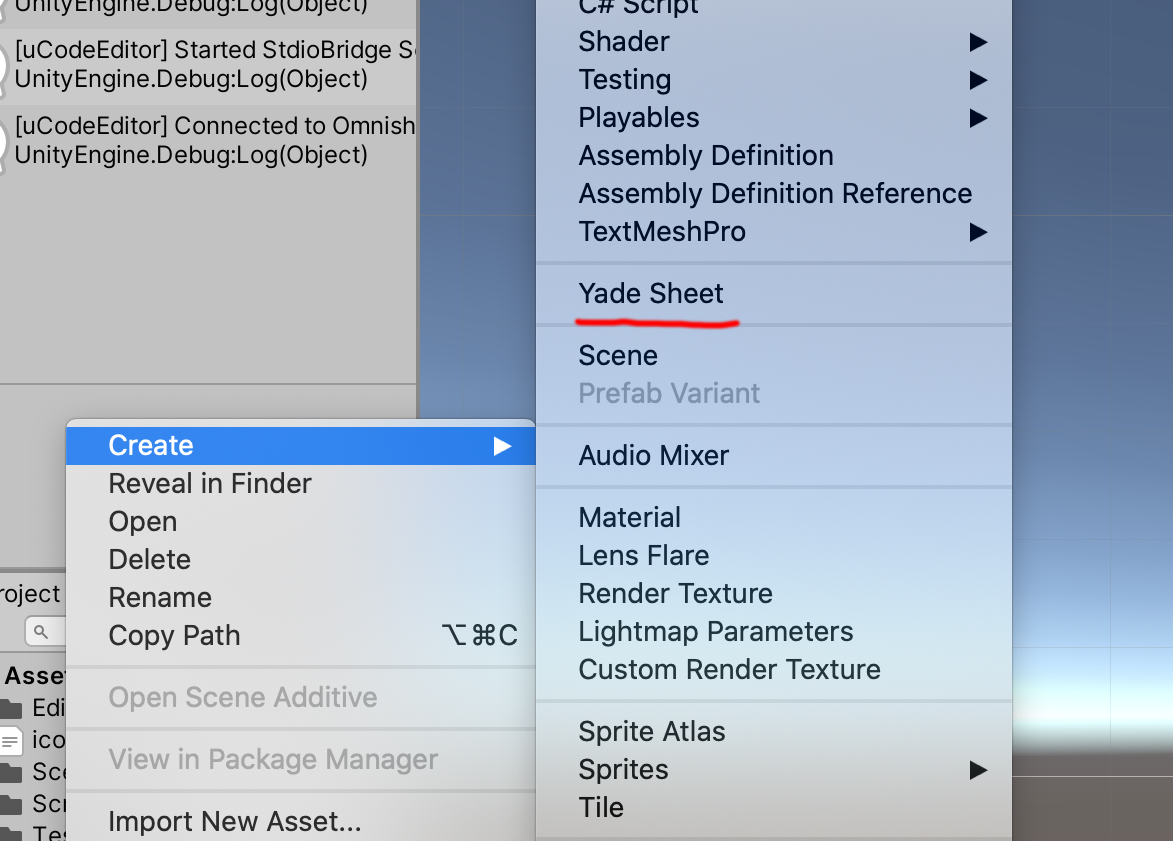 UnityEngine.Debug:Log(Object)
[uCodeEditor] Started StdioBridge
UnityEngine.Debug:Log(Object)
[uCodeEditor] Connected to Omnish
UnityEngine.Debug:Log(Object)
roject
Asse
Edi
ico
Sce
Scr
Tes
Create
Reveal in Finder
Open
Delete
Rename
Copy Path ⌥⌘C
Open Scene Additive
View in Package Manager
Import New Asset...
C# Script
Shader
Testing
Playables
Assembly Definition
Assembly Definition Reference
TextMeshPro
Yade Sheet
Scene
Prefab Variant
Audio Mixer
Material
Lens Flare
Render Texture
Lightmap Parameters
Custom Render Texture
Sprite Atlas
Sprites
Tile